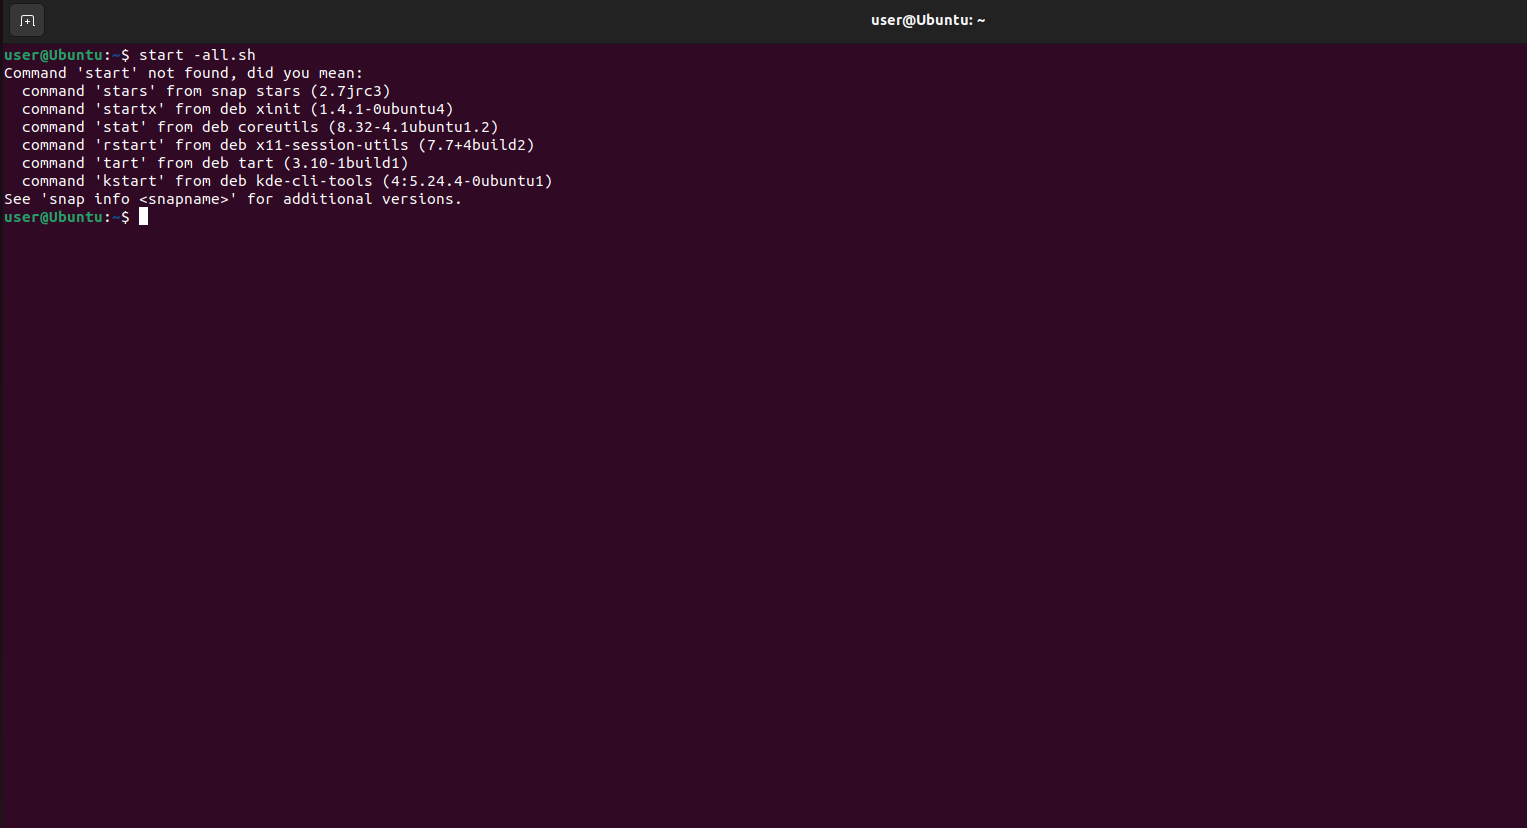 user@Ubuntu: ~
user@Ubuntu:~$ start -all.sh
Command 'start' not found, did you mean:
  command 'stars' from snap stars (2.7jrc3)
  command 'startx' from deb xinit (1.4.1-0ubuntu4)
  command 'stat' from deb coreutils (8.32-4.1ubuntu1.2)
  command 'rstart' from deb x11-session-utils (7.7+4build2)
  command 'tart' from deb tart (3.10-1build1)
  command 'kstart' from deb kde-cli-tools (4:5.24.4-0ubuntu1)
See 'snap info <snapname>' for additional versions.
user@Ubuntu:~$